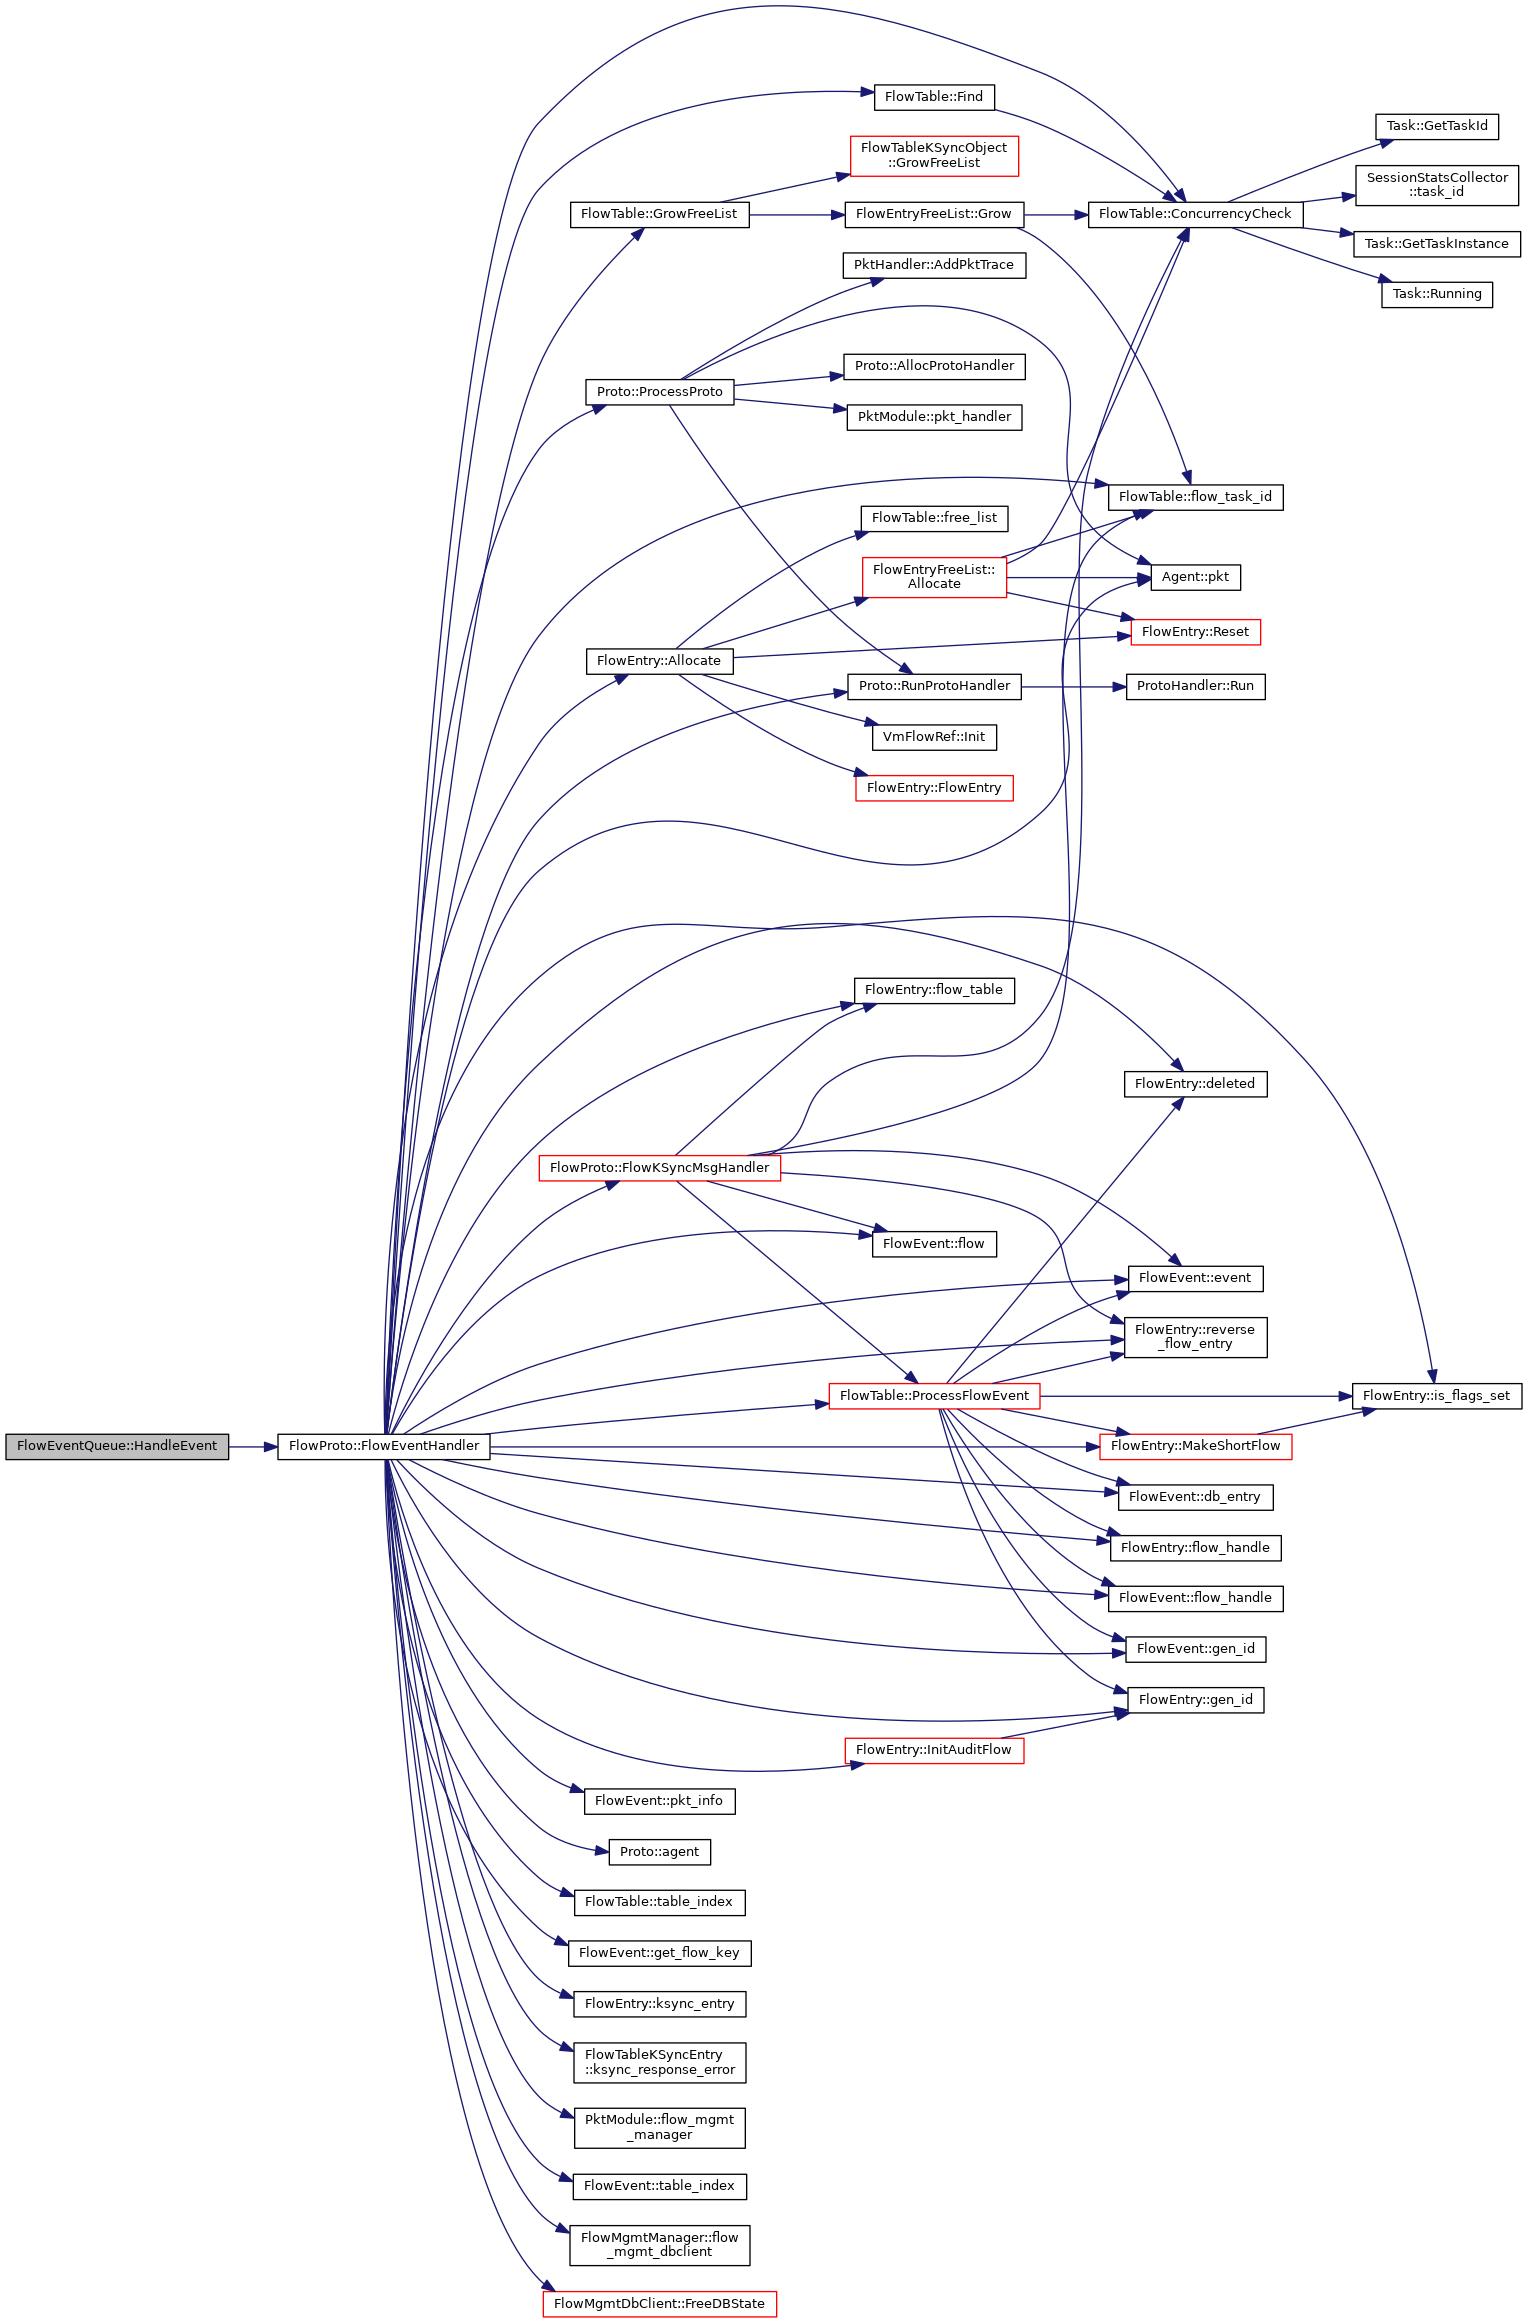 FlowTable::Find
Task::GetTaskId
FlowTableKSyncObject
::GrowFreeList
SessionStatsCollector
::task_id
FlowTable::GrowFreeList
FlowEntryFreeList::Grow
FlowTable::ConcurrencyCheck
Task::GetTaskInstance
PktHandler::AddPktTrace
Task::Running
Proto::AllocProtoHandler
Proto::ProcessProto
PktModule::pkt_handler
FlowTable::flow_task_id
FlowTable::free_list
FlowEntryFreeList::
Allocate
Agent::pkt
FlowEntry::Reset
FlowEntry::Allocate
Proto::RunProtoHandler
ProtoHandler::Run
VmFlowRef::Init
FlowEntry::FlowEntry
FlowEntry::flow_table
FlowEntry::deleted
FlowProto::FlowKSyncMsgHandler
FlowEvent::flow
FlowEvent::event
FlowEntry::reverse
_flow_entry
FlowTable::ProcessFlowEvent
FlowEntry::is_flags_set
FlowEventQueue::HandleEvent
FlowProto::FlowEventHandler
FlowEntry::MakeShortFlow
FlowEvent::db_entry
FlowEntry::flow_handle
FlowEvent::flow_handle
FlowEvent::gen_id
FlowEntry::gen_id
FlowEntry::InitAuditFlow
FlowEvent::pkt_info
Proto::agent
FlowTable::table_index
FlowEvent::get_flow_key
FlowEntry::ksync_entry
FlowTableKSyncEntry
::ksync_response_error
PktModule::flow_mgmt
_manager
FlowEvent::table_index
FlowMgmtManager::flow
_mgmt_dbclient
FlowMgmtDbClient::FreeDBState